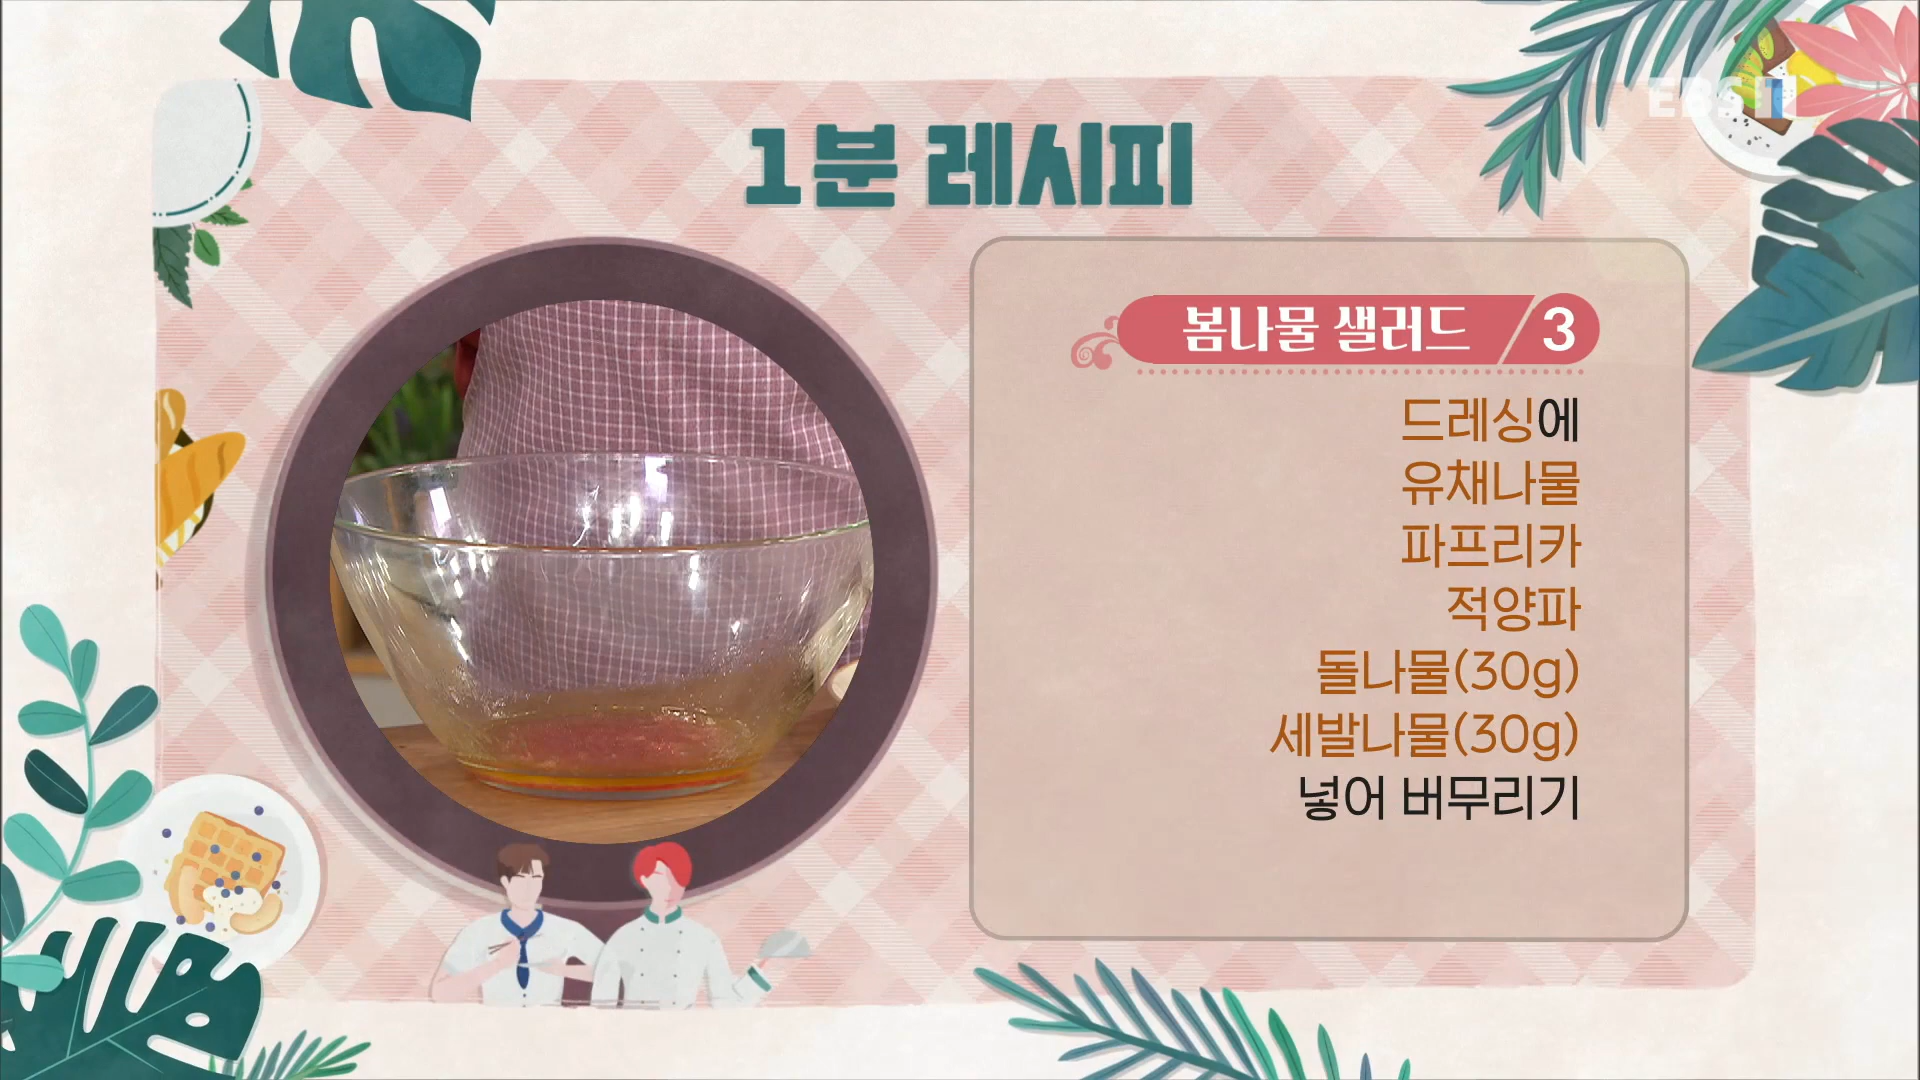 EBS 1
1분 레시피
봄나물 샐러드 3
드레싱에
유채나물
파프리카
적양파
돌나물(30g)
세발나물(30g)
넣어 버무리기